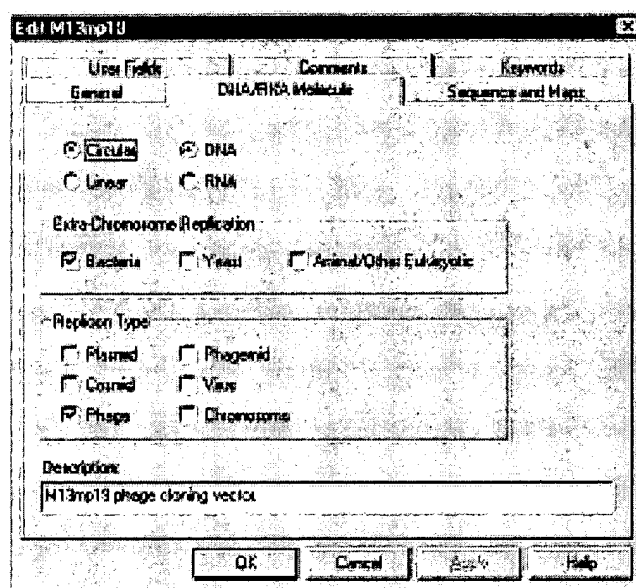 Edit M13mp19
User Fields Comments Keywords
General DNA/RNA Molecule Sequence and Maps
Circular DNA
Linear RNA
Extra-Chromosome Replication
Bacteria Yeast Animal/Other Eukaryotic
Replicon Type
Plasmid Phagemid
Cosmid Virus
Phage Chromosome
Description:
M13mp19 phage cloning vector
OK Cancel Apply Help